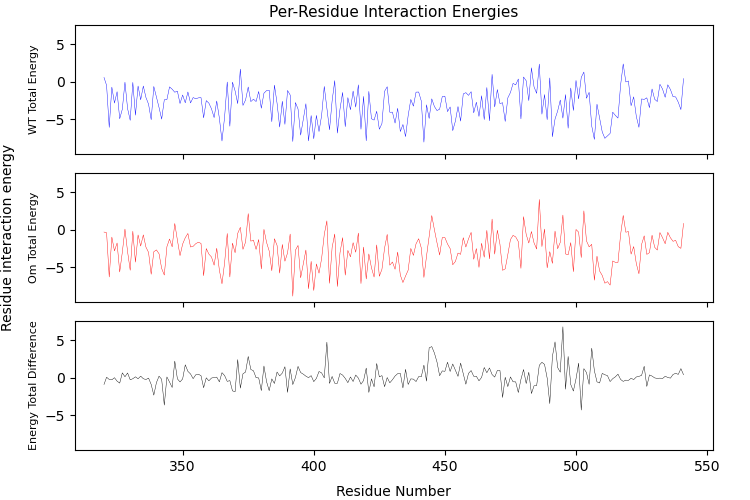 Per-Residue Interaction Energies
Residue interaction energy
WT Total Energy
5
0
−5
Om Total Energy
5
0
−5
Energy Total Difference
5
0
−5
350 400 450 500 550
Residue Number